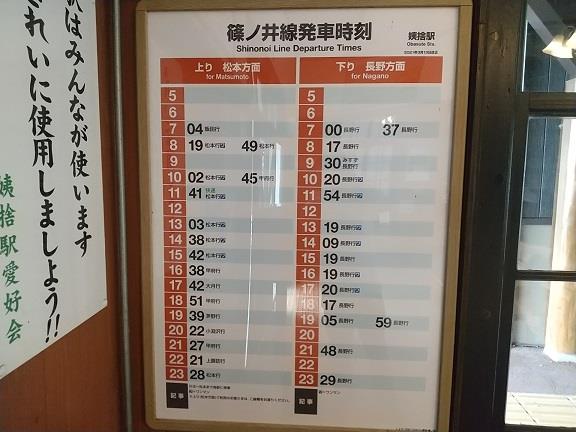 沢はみんなが使います
きれいに使用しましょう!!
姨捨駅愛好会
篠ノ井線発車時刻
Shinonoi Line Departure Times
姨捨駅
Obasute Sta.
上り 松本方面
for Matsumoto
5
6
7 04 飯田行
8 19 松本行 49 松本行
9
10 02 松本行 45 甲府行
11 41 快速 松本行
12
13 03 松本行
14 38 松本行
15 42 松本行
16 38 甲府行
17 42 大月行
18 51 甲府行
19 39 茅野行
20 22 小淵沢行
21 27 甲府行
22 21 上諏訪行
23 28 松本行
記事
下り 長野方面
for Nagano
5
6
7 00 長野行 37 長野行
8 17 長野行
9 30 みすず 長野行
10 20 長野行
11 54 長野行
12
13 19 長野行
14 09 長野行
15 19 長野行
16 19 長野行
17 20 長野行
18 17 長野行
19 05 長野行 59 長野行
20
21 48 長野行
22
23 29 長野行
記事